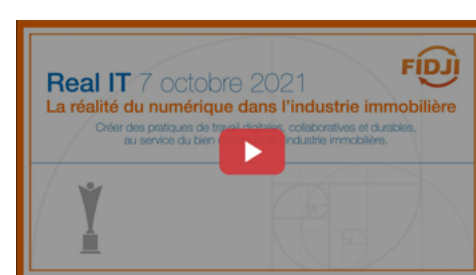 FIDJI
Real IT 7 octobre 2021
La réalité du numérique dans l'industrie immobilière
Créer des pratiques de travail digitales, collaboratives et durables,
au service du bien industrie immobilière.